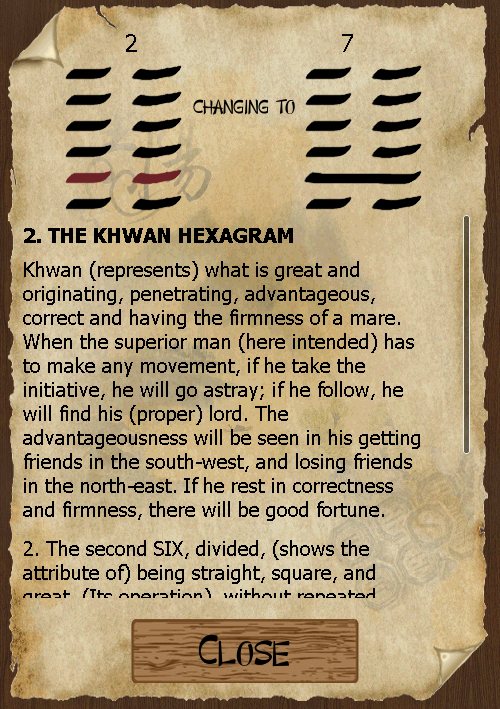 2 7
CHANGING TO
2. THE KHWAN HEXAGRAM
Khwan (represents) what is great and
originating, penetrating, advantageous,
correct and having the firmness of a mare.
When the superior man (here intended) has
to make any movement, if he take the
initiative, he will go astray; if he follow, he
will find his (proper) lord. The
advantageousness will be seen in his getting
friends in the south-west, and losing friends
in the north-east. If he rest in correctness
and firmness, there will be good fortune.
2. The second SIX, divided, (shows the
attribute of) being straight, square, and
great. (Its operation), without repeated
CLOSE